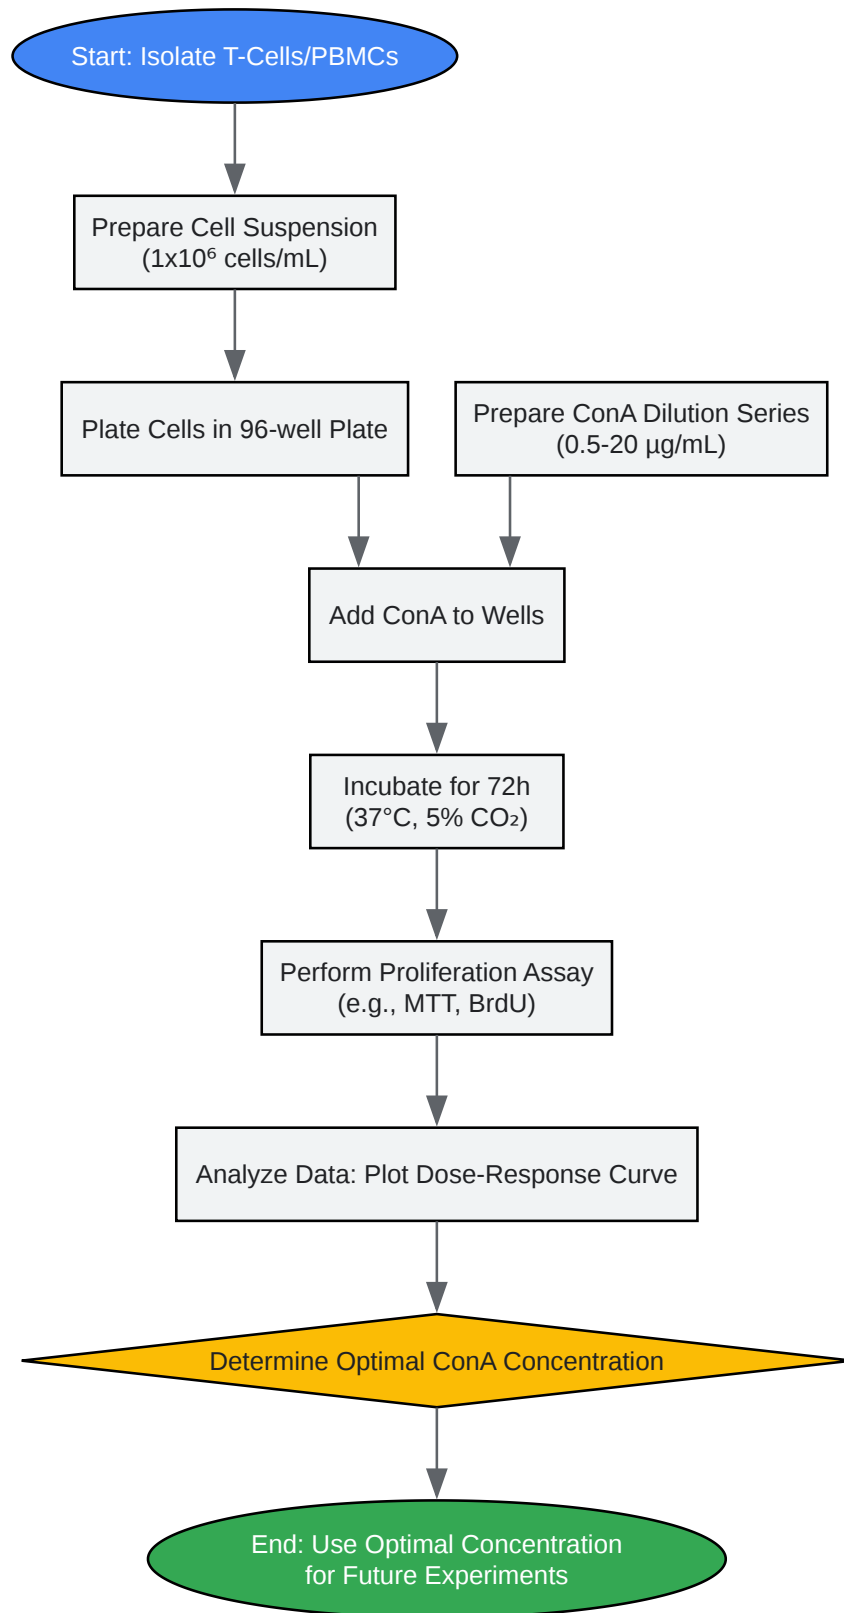 Start: Isolate T-Cells/PBMCs
Prepare Cell Suspension
(1x10⁶ cells/mL)
Plate Cells in 96-well Plate
Prepare ConA Dilution Series
(0.5-20 µg/mL)
Add ConA to Wells
Incubate for 72h
(37°C, 5% CO₂)
Perform Proliferation Assay
(e.g., MTT, BrdU)
Analyze Data: Plot Dose-Response Curve
Determine Optimal ConA Concentration
End: Use Optimal Concentration
for Future Experiments